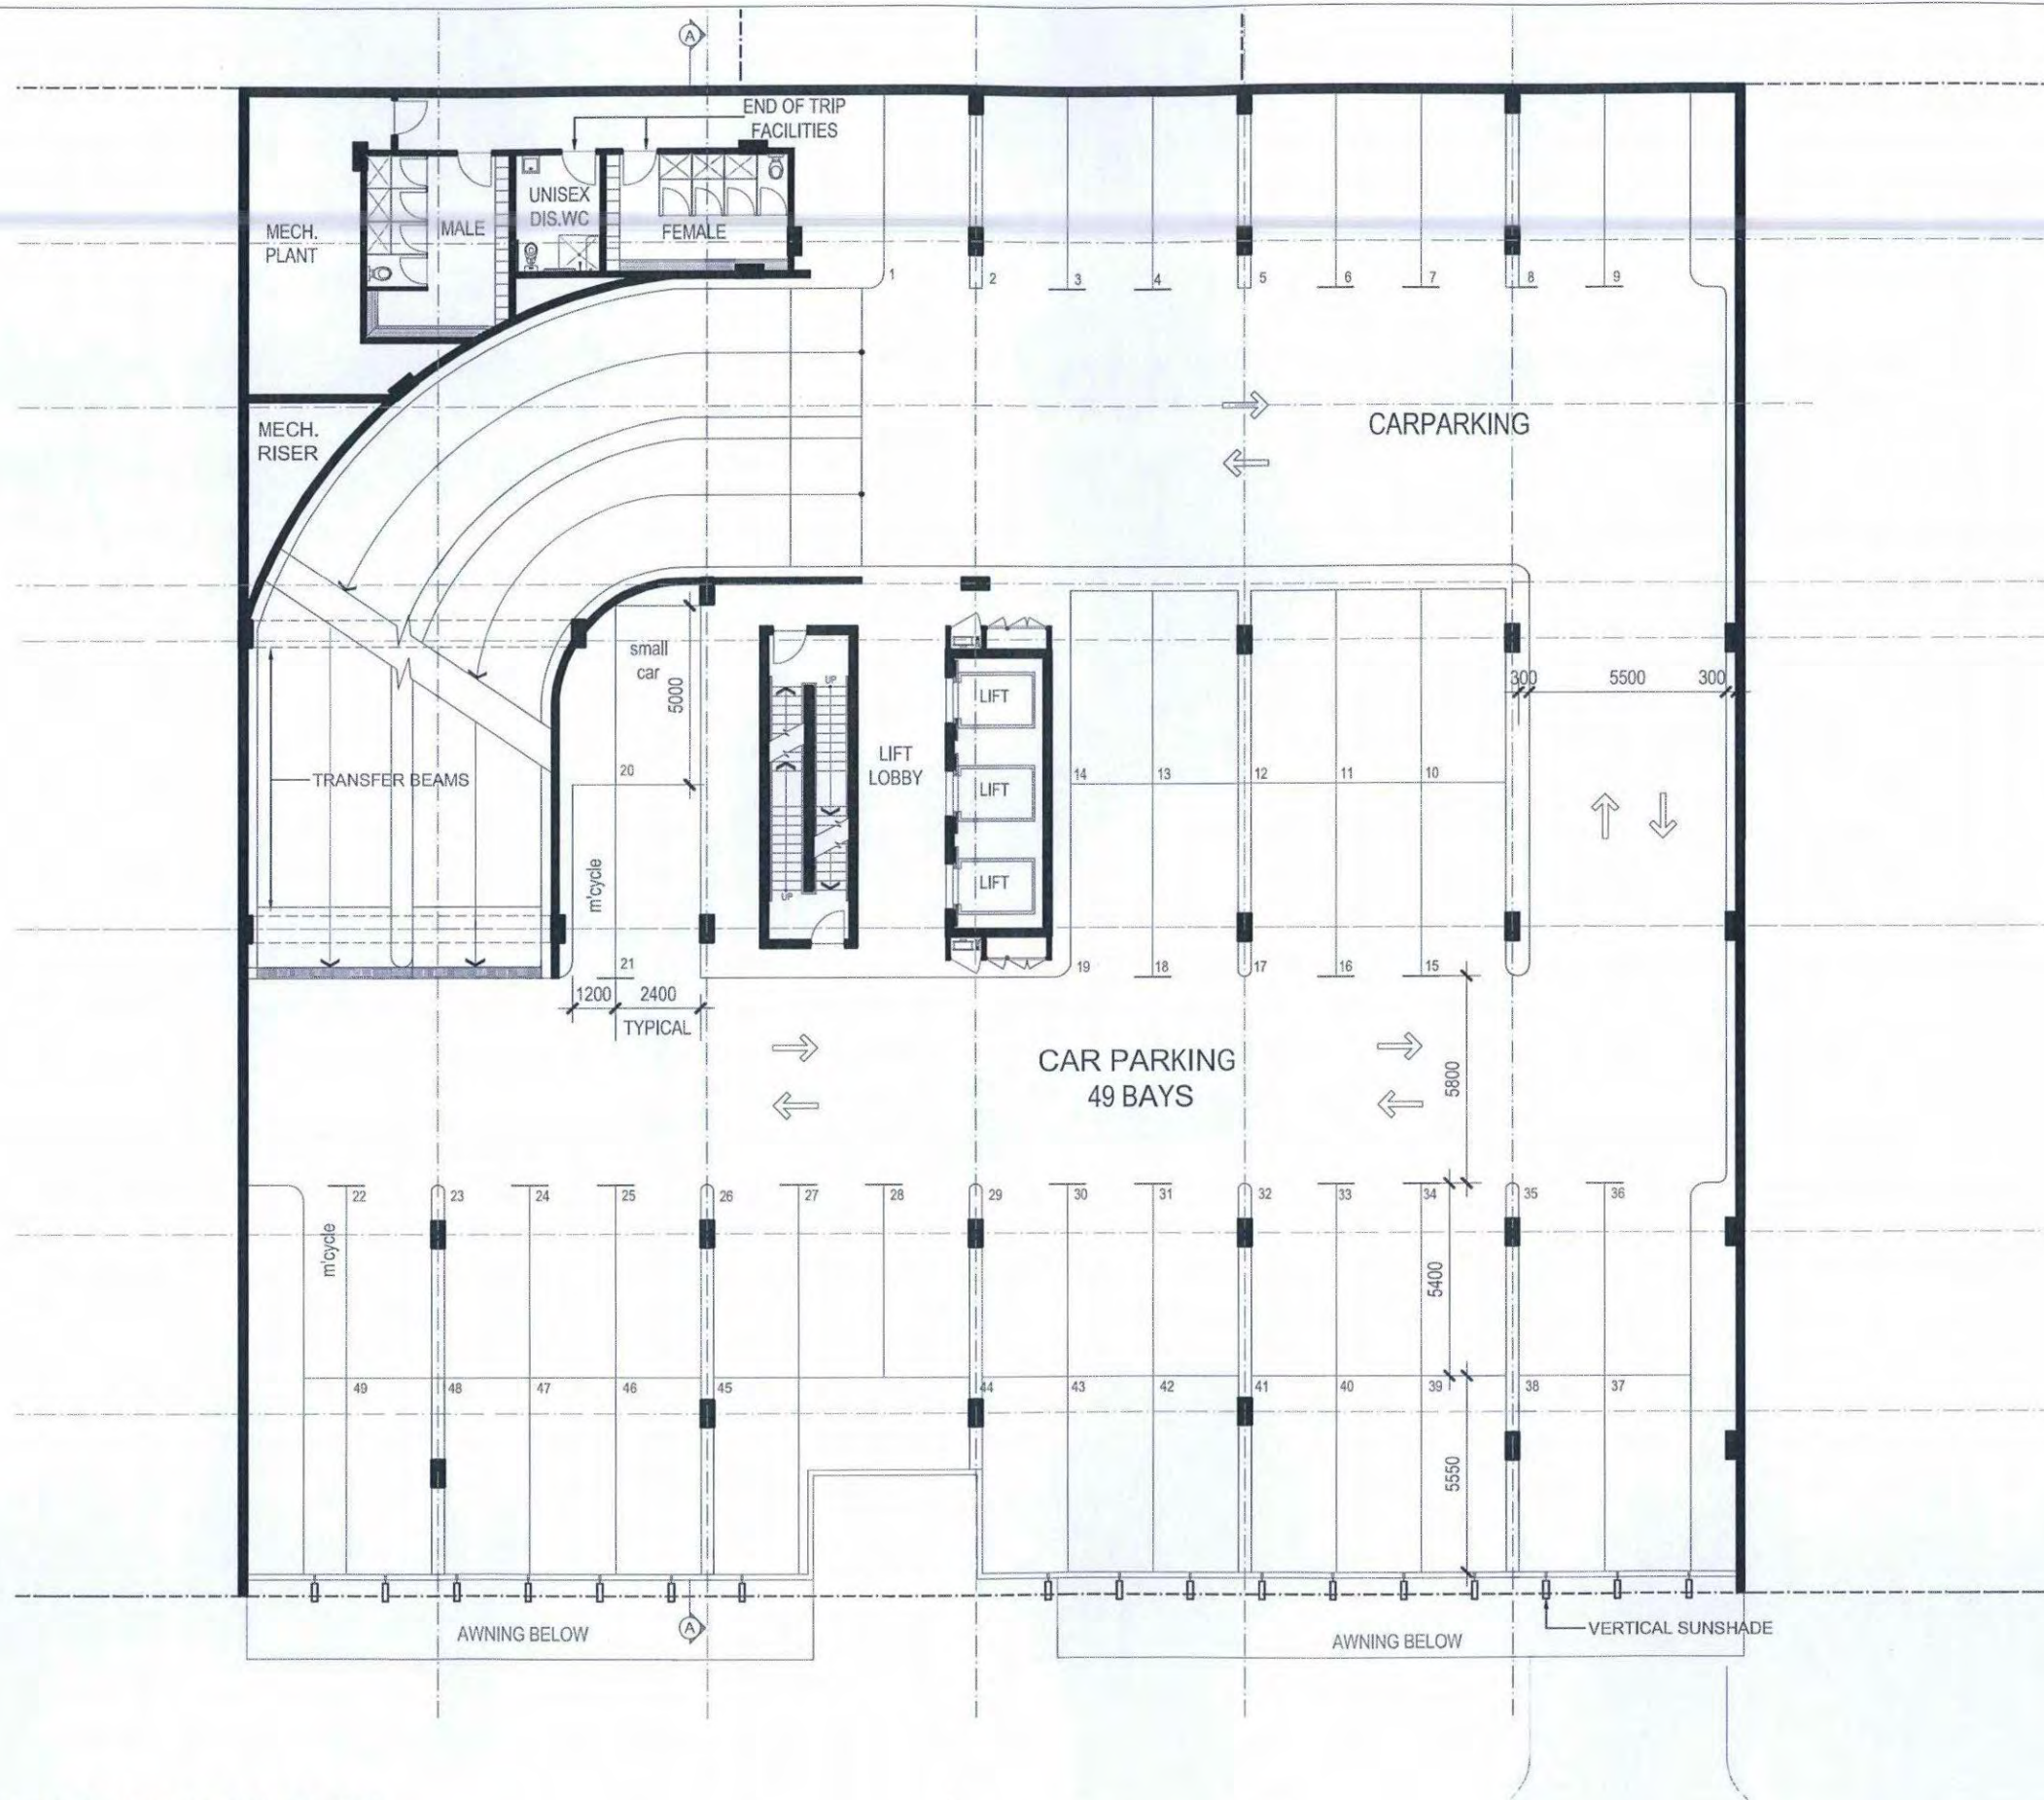 A
END OF TRIP
FACILITIES
UNISEX
DIS.WC
MALE
FEMALE
MECH.
PLANT
1
2
3
4
5
6
7
8
9
MECH.
RISER
CARPARKING
small
car
5000
UP
LIFT
300
5500
300
LIFT
LOBBY
TRANSFER BEAMS
20
LIFT
14
13
12
11
10
m'cycle
LIFT
UP
21
19
18
17
16
15
1200
2400
TYPICAL
CAR PARKING
49 BAYS
5800
22
23
24
25
26
27
28
29
30
31
32
33
34
35
36
m'cycle
5400
49
48
47
46
45
44
43
42
41
40
39
38
37
5550
AWNING BELOW
A
AWNING BELOW
VERTICAL SUNSHADE